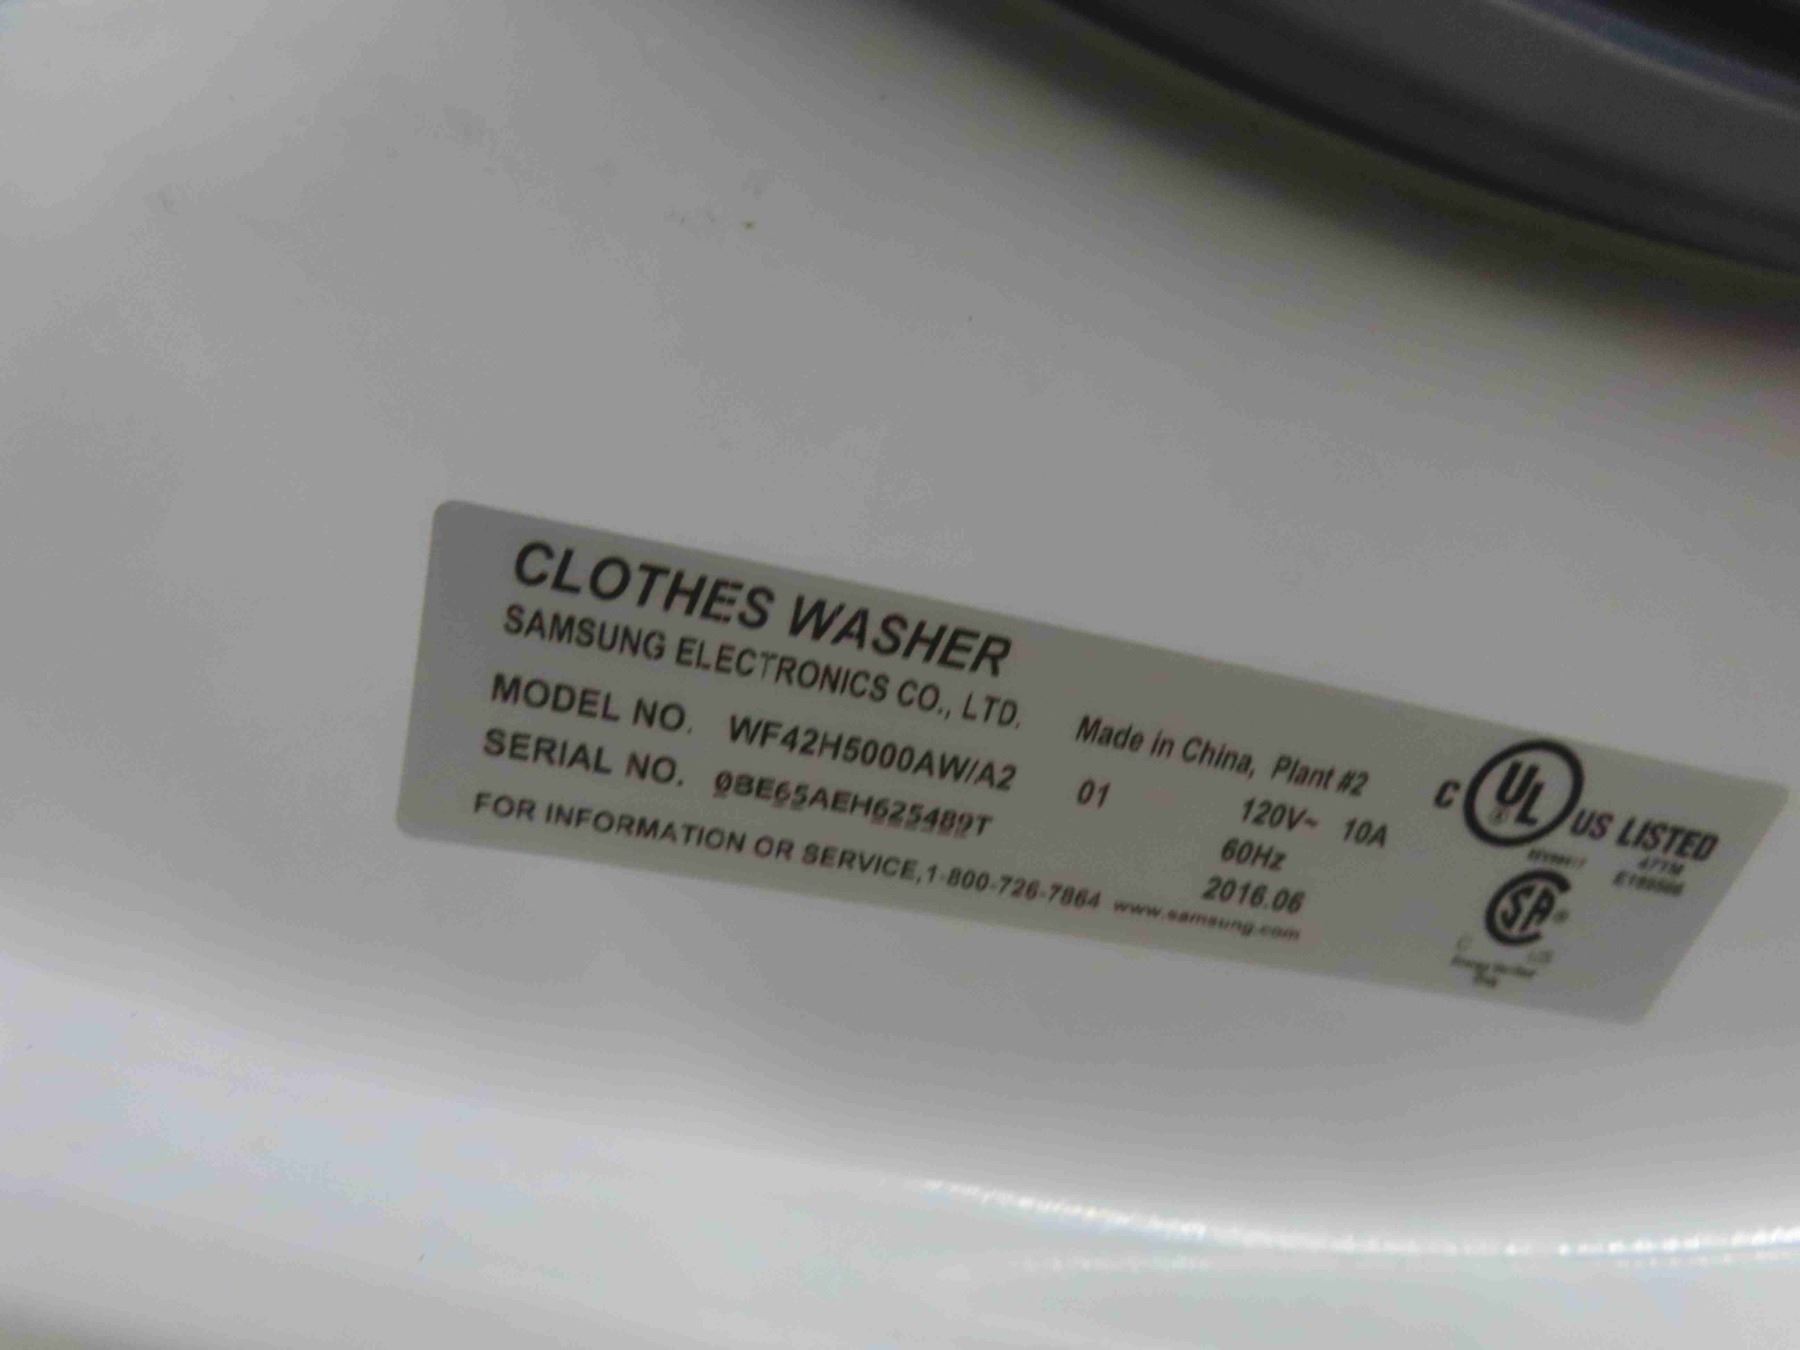 CLOTHES WASHER
SAMSUNG ELECTRONICS CO., LTD.
Made in China, Plant #2
MODEL NO. WF42H5000AW/A2 01 120V~ 10A
SERIAL NO. 0BE65AEH625489T 60Hz
2016.06
FOR INFORMATION OR SERVICE,1-800-726-7864 www.samsung.com
C UL ® US LISTED
SA ®